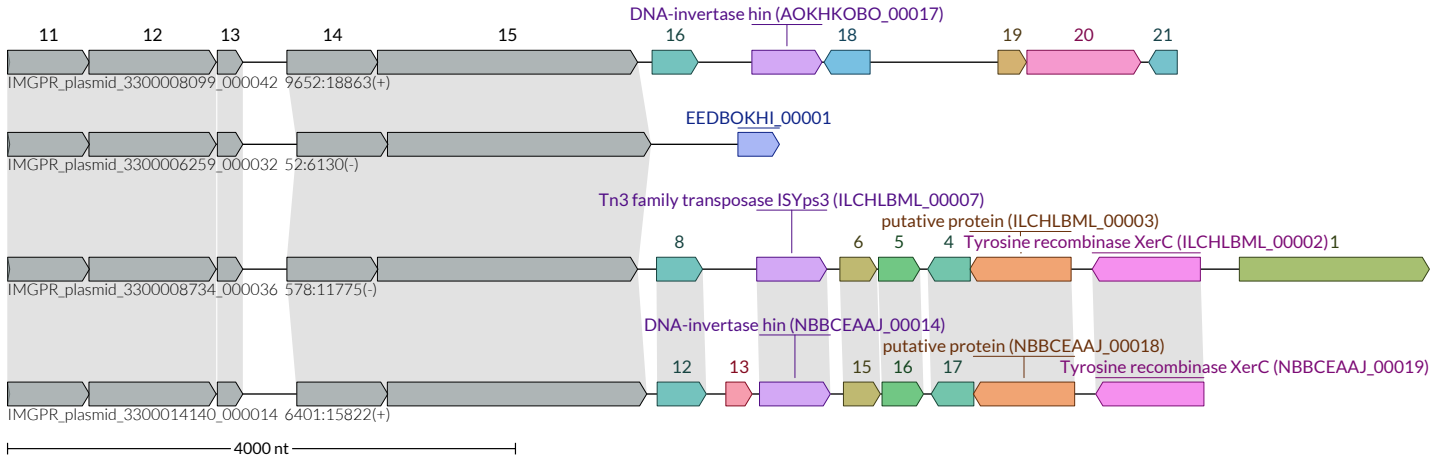 DNA-invertase hin (AOKHKOBO_00017)
11 12 13 14 15 16 18 19 20 21
IMGPR_plasmid_3300008099_000042 9652:18863(+)
EEDBOKHI_00001
IMGPR_plasmid_3300006259_000032 52:6130(-)
Tn3 family transposase ISYps3 (ILCHLBML_00007)
putative protein (ILCHLBML_00003)
8 6 5 4 Tyrosine recombinase XerC (ILCHLBML_00002) 1
IMGPR_plasmid_3300008734_000036 578:11775(-)
DNA-invertase hin (NBBCEAAJ_00014)
putative protein (NBBCEAAJ_00018)
12 13 15 16 17 Tyrosine recombinase XerC (NBBCEAAJ_00019)
IMGPR_plasmid_3300014140_000014 6401:15822(+)
4000 nt